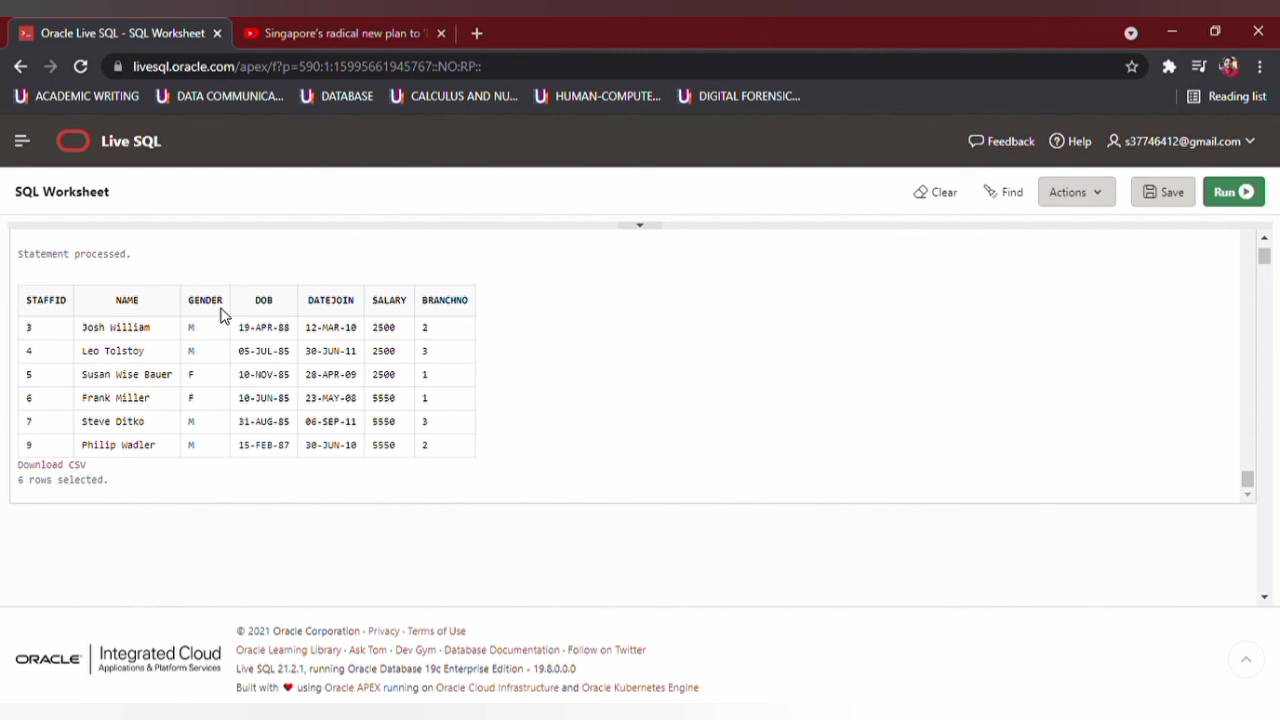 Oracle Live SQL - SQL Worksheet
Singapore's radical new plan to
livesql.oracle.com/apex/f?p=590:1:15995661945767::NO:RP::
ACADEMIC WRITING DATA COMMUNICA... DATABASE CALCULUS AND NU... HUMAN-COMPUTE... DIGITAL FORENSIC... Reading list
Live SQL Feedback Help s37746412@gmail.com
SQL Worksheet Clear Find Actions Save Run
Statement processed.
STAFFID NAME GENDER DOB DATEJOIN SALARY BRANCHNO
3 Josh William M 19-APR-88 12-MAR-10 2500 2
4 Leo Tolstoy M 05-JUL-85 30-JUN-11 2500 3
5 Susan Wise Bauer F 10-NOV-85 28-APR-09 2500 1
6 Frank Miller F 10-JUN-85 23-MAY-08 5550 1
7 Steve Ditko M 31-AUG-85 06-SEP-11 5550 3
9 Philip Wadler M 15-FEB-87 30-JUN-10 5550 2
Download CSV
6 rows selected.
© 2021 Oracle Corporation · Privacy · Terms of Use
Oracle Learning Library · Ask Tom · Dev Gym · Database Documentation · Follow on Twitter
Live SQL 21.2.1, running Oracle Database 19c Enterprise Edition - 19.8.0.0.0
Built with ❤ using Oracle APEX running on Oracle Cloud Infrastructure and Oracle Kubernetes Engine
ORACLE Integrated Cloud
Applications & Platform Services